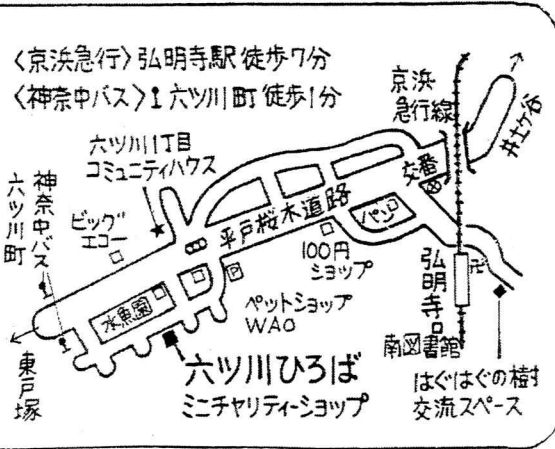 〈京浜急行〉弘明寺駅徒歩7分
〈神奈中バス〉六ツ川町徒歩1分
京浜
急行線
井土ヶ谷
六ツ川1丁目
コミュニティハウス
交番
神奈中バス
六ツ川町
ビッグ
エコー
平戸桜木道路
パン
100円
ショップ
弘明寺
卍
水魚園
P
ペットショップ
WAO
南図書館
東戸塚
六ツ川ひろば
ミニチャリティーショップ
はぐはぐの樹
交流スペース